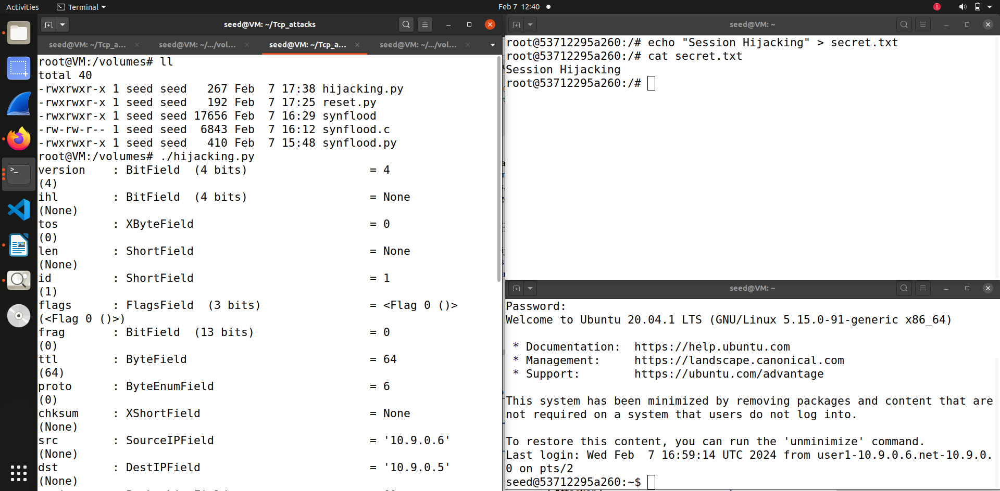 Activities
Terminal
Feb 7 12:40
seed@VM: ~/Tcp_attacks
seed@VM: ~/Tcp_a...
seed@VM: ~/.../vol...
seed@VM: ~/Tcp_a...
seed@VM: ~/.../vol...
root@VM:/volumes# ll
total 40
-rwxrwxr-x 1 seed seed   267 Feb  7 17:38 hijacking.py
-rwxrwxr-x 1 seed seed   192 Feb  7 17:25 reset.py
-rwxrwxr-x 1 seed seed 17656 Feb  7 16:29 synflood
-rw-rw-r-- 1 seed seed  6843 Feb  7 16:12 synflood.c
-rwxrwxr-x 1 seed seed   410 Feb  7 15:48 synflood.py
root@VM:/volumes# ./hijacking.py
version    : BitField  (4 bits)                  = 4
(4)
ihl        : BitField  (4 bits)                  = None
(None)
tos        : XByteField                          = 0
(0)
len        : ShortField                          = None
(None)
id         : ShortField                          = 1
(1)
flags      : FlagsField  (3 bits)                = <Flag 0 ()>
(<Flag 0 ()>)
frag       : BitField  (13 bits)                 = 0
(0)
ttl        : ByteField                           = 64
(64)
proto      : ByteEnumField                       = 6
(0)
chksum     : XShortField                         = None
(None)
src        : SourceIPField                       = '10.9.0.6'
(None)
dst        : DestIPField                         = '10.9.0.5'
(None)
seed@VM: ~
root@53712295a260:/# echo "Session Hijacking" > secret.txt
root@53712295a260:/# cat secret.txt
Session Hijacking
root@53712295a260:/#
seed@VM: ~
Password:
Welcome to Ubuntu 20.04.1 LTS (GNU/Linux 5.15.0-91-generic x86_64)
 * Documentation:  https://help.ubuntu.com
 * Management:     https://landscape.canonical.com
 * Support:        https://ubuntu.com/advantage
This system has been minimized by removing packages and content that are
not required on a system that users do not log into.
To restore this content, you can run the 'unminimize' command.
Last login: Wed Feb  7 16:59:14 UTC 2024 from user1-10.9.0.6.net-10.9.0.
0 on pts/2
seed@53712295a260:~$